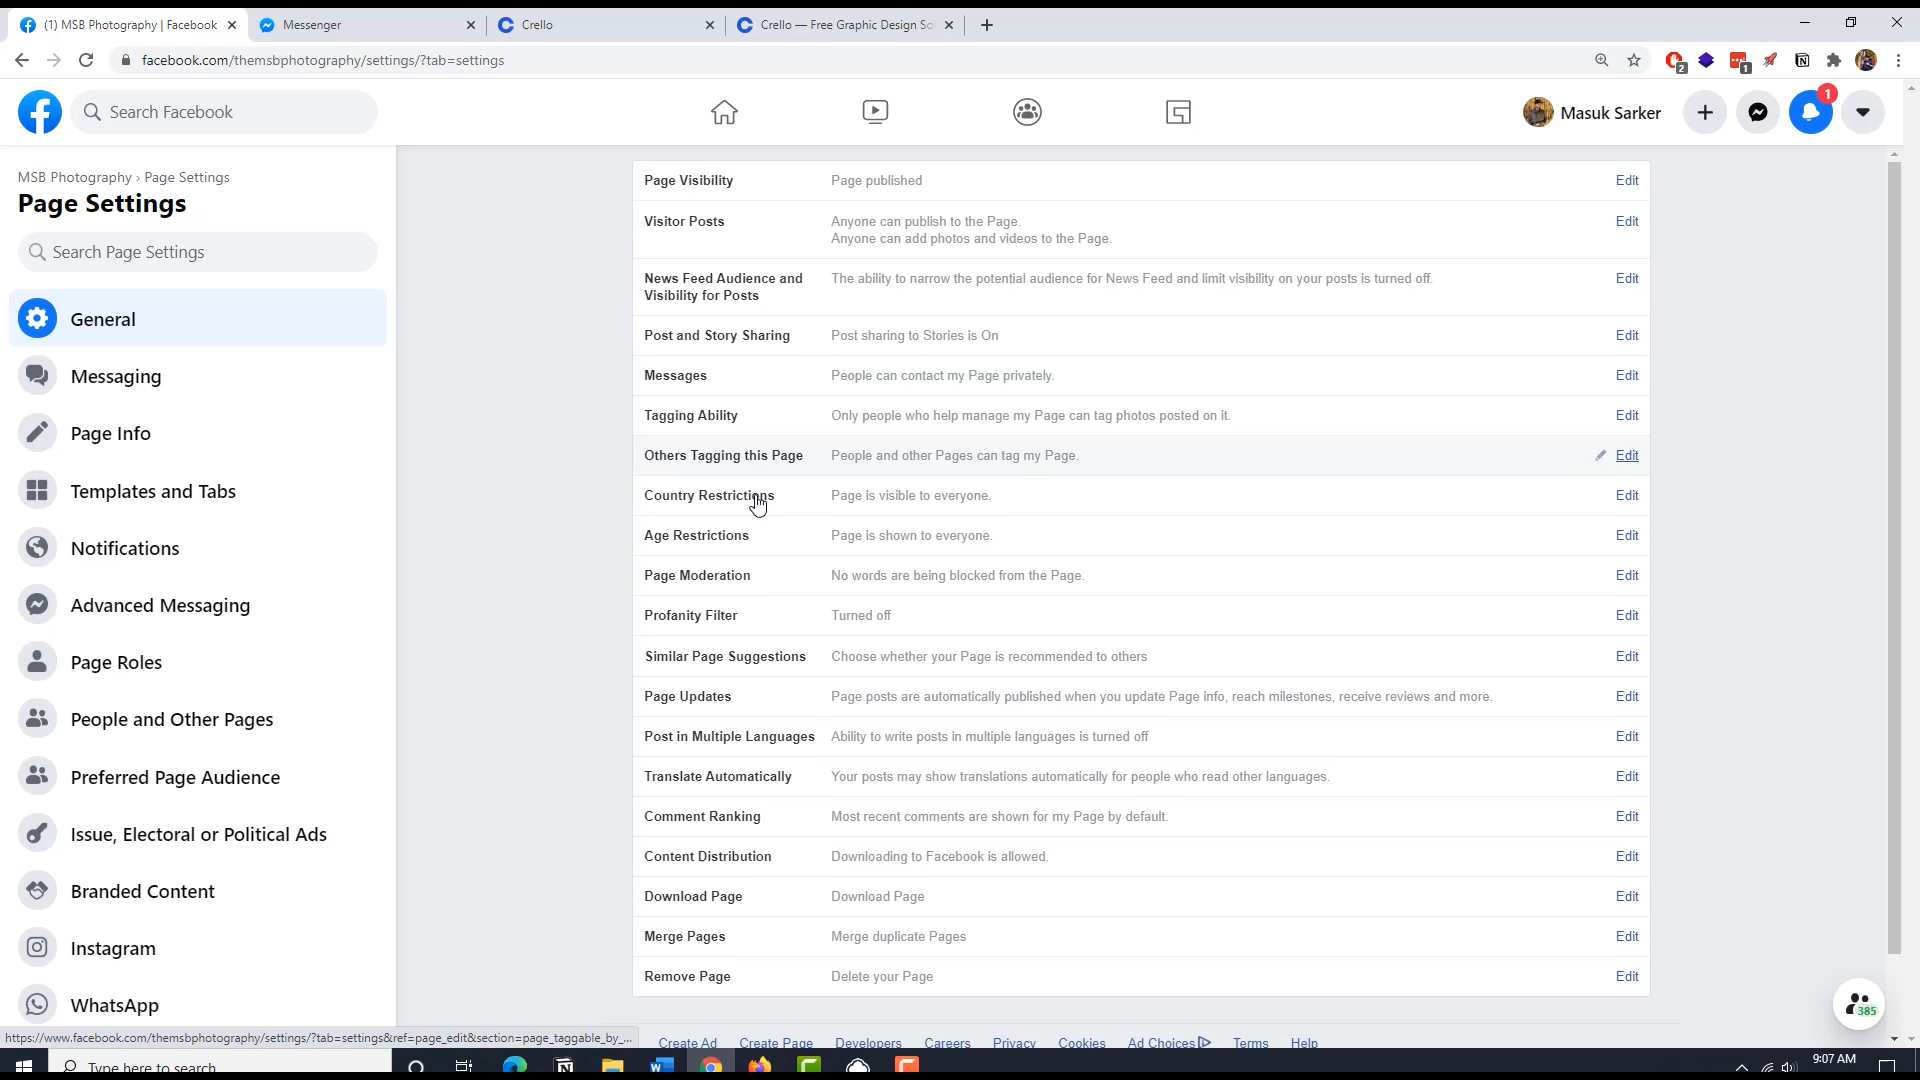 (1) MSB Photography | Facebook
Messenger
Crello
Crello — Free Graphic Design So
facebook.com/themsbphotography/settings/?tab=settings
2
1
Search Facebook
Masuk Sarker
1
MSB Photography › Page Settings
Page Settings
Search Page Settings
General
Messaging
Page Info
Templates and Tabs
Notifications
Advanced Messaging
Page Roles
People and Other Pages
Preferred Page Audience
Issue, Electoral or Political Ads
Branded Content
Instagram
WhatsApp
Page Visibility Page published Edit
Visitor Posts Anyone can publish to the Page. Edit
Anyone can add photos and videos to the Page.
News Feed Audience and The ability to narrow the potential audience for News Feed and limit visibility on your posts is turned off. Edit
Visibility for Posts
Post and Story Sharing Post sharing to Stories is On Edit
Messages People can contact my Page privately. Edit
Tagging Ability Only people who help manage my Page can tag photos posted on it. Edit
Others Tagging this Page People and other Pages can tag my Page. Edit
Country Restrictions Page is visible to everyone. Edit
Age Restrictions Page is shown to everyone. Edit
Page Moderation No words are being blocked from the Page. Edit
Profanity Filter Turned off Edit
Similar Page Suggestions Choose whether your Page is recommended to others Edit
Page Updates Page posts are automatically published when you update Page info, reach milestones, receive reviews and more. Edit
Post in Multiple Languages Ability to write posts in multiple languages is turned off Edit
Translate Automatically Your posts may show translations automatically for people who read other languages. Edit
Comment Ranking Most recent comments are shown for my Page by default. Edit
Content Distribution Downloading to Facebook is allowed. Edit
Download Page Download Page Edit
Merge Pages Merge duplicate Pages Edit
Remove Page Delete your Page Edit
385
https://www.facebook.com/themsbphotography/settings/?tab=settings&ref=page_edit&section=page_taggable_by_...
Create Ad Create Page Developers Careers Privacy Cookies Ad Choices Terms Help
Type here to search
9:07 AM